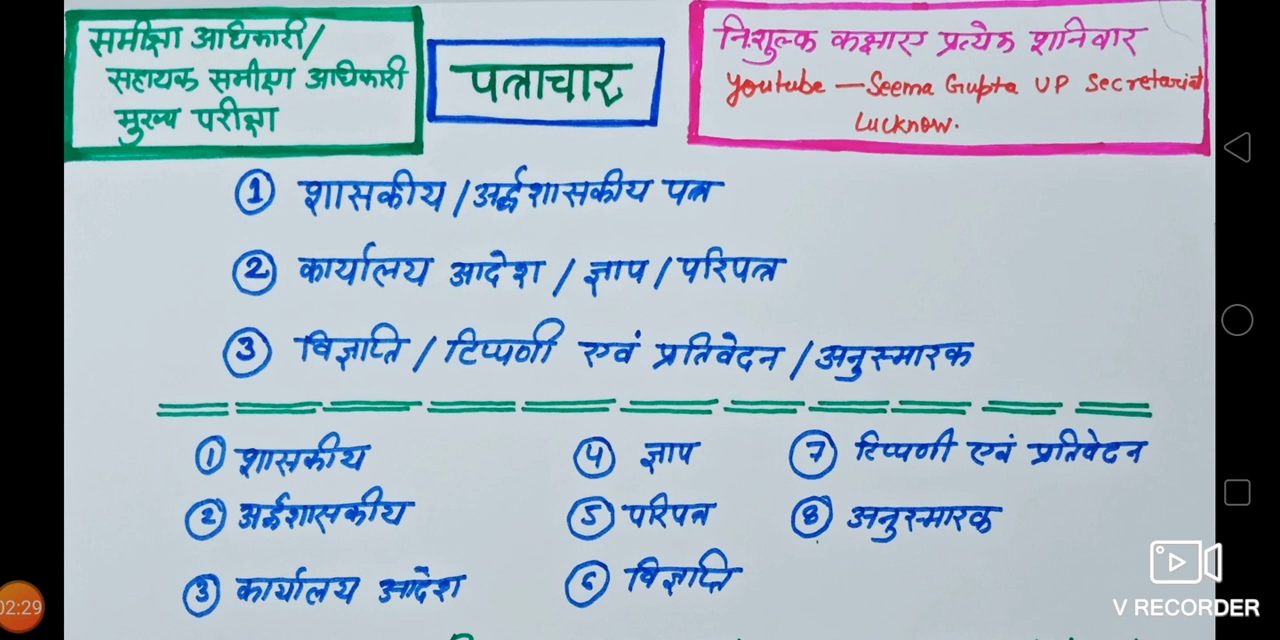 समीक्षा अधिकारी/
सहायक समीक्षा अधिकारी
मुख्य परीक्षा
पत्राचार
निःशुल्क कक्षाएं प्रत्येक शनिवार
Youtube — Seema Gupta UP Secretariat
Lucknow.
① शासकीय / अर्द्धशासकीय पत्र
② कार्यालय आदेश / ज्ञाप / परिपत्र
③ विज्ञप्ति / टिप्पणी एवं प्रतिवेदन / अनुस्मारक
① शासकीय ④ ज्ञाप ⑦ टिप्पणी एवं प्रतिवेदन
② अर्द्धशासकीय ⑤ परिपत्र ⑧ अनुस्मारक
③ कार्यालय आदेश ⑥ विज्ञप्ति
02:29
V RECORDER